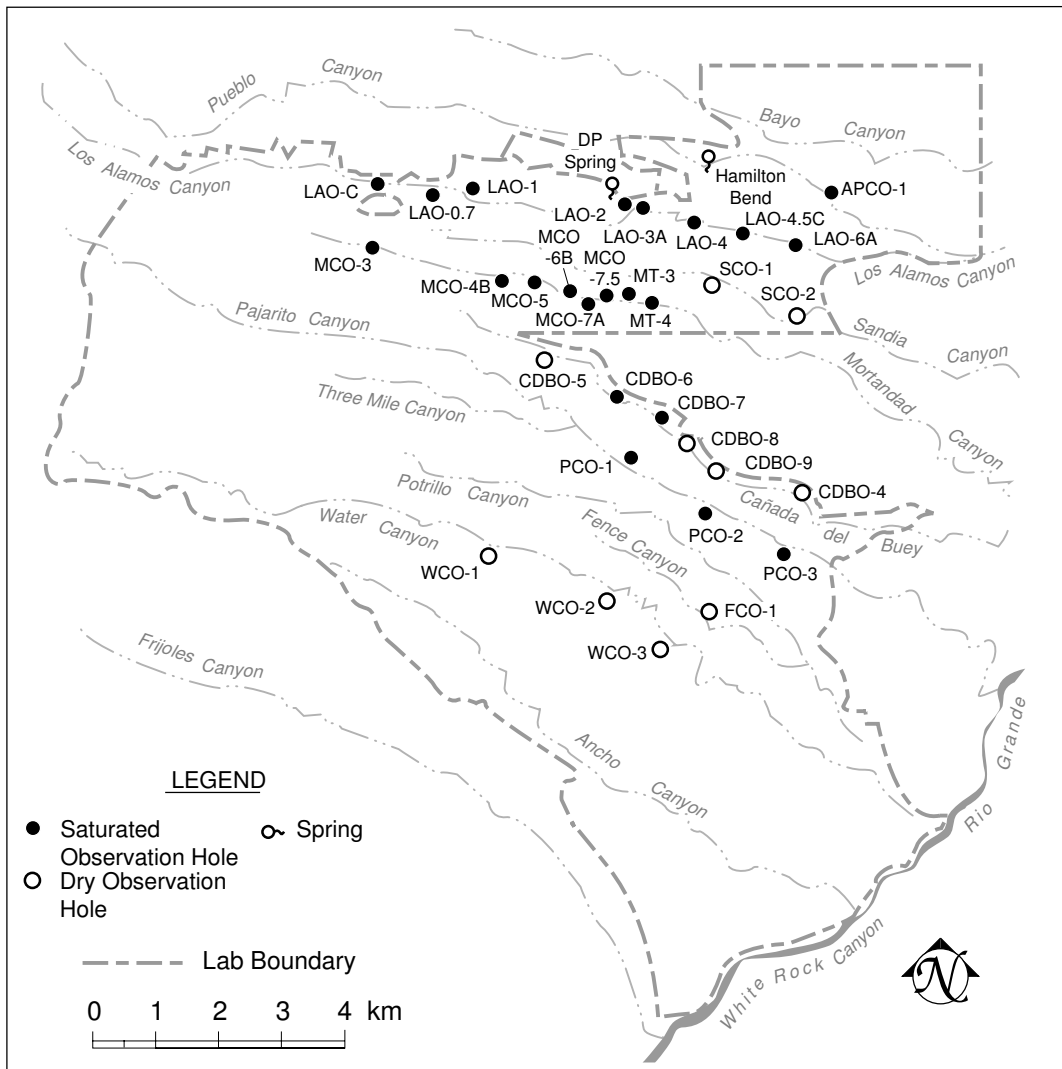 Pueblo Canyon
Los Alamos Canyon
Bayo Canyon
DP
Spring
Hamilton
Bend
APCO-1
LAO-C
LAO-0.7
LAO-1
LAO-2
LAO-3A
LAO-4
LAO-4.5C
LAO-6A
Los Alamos Canyon
MCO-3
MCO-4B
MCO-5
MCO
-6B
MCO
-7.5
MCO-7A
MT-3
MT-4
SCO-1
SCO-2
Sandia Canyon
Mortandad Canyon
Pajarito Canyon
Three Mile Canyon
CDBO-5
CDBO-6
CDBO-7
CDBO-8
CDBO-9
CDBO-4
Cañada del Buey
PCO-1
PCO-2
PCO-3
Potrillo Canyon
Fence Canyon
Water Canyon
WCO-1
WCO-2
WCO-3
FCO-1
Frijoles Canyon
Ancho Canyon
Rio Grande
White Rock Canyon
LEGEND
Saturated
Observation Hole
Spring
Dry Observation
Hole
Lab Boundary
0 1 2 3 4 km
N